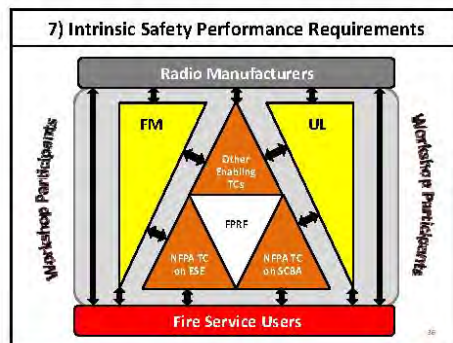 7) Intrinsic Safety Performance Requirements
Radio Manufacturers
Workshop Participants
FM
UL
Workshop Participants
Other
Enabling
TCs
FPRF
NFPA TC
on ESE
NFPA TC
on SCBA
Fire Service Users